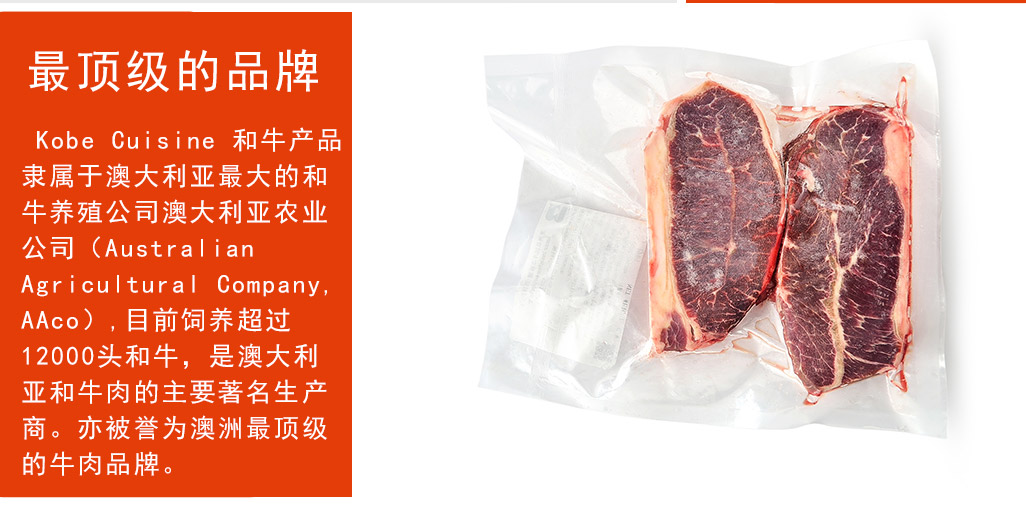 最顶级的品牌
Kobe Cuisine 和牛产品
隶属于澳大利亚最大的和
牛养殖公司澳大利亚农业
公司（Australian
Agricultural Company,
AAco）,目前饲养超过
12000头和牛，是澳大利
亚和牛肉的主要著名生产
商。亦被誉为澳洲最顶级
的牛肉品牌。